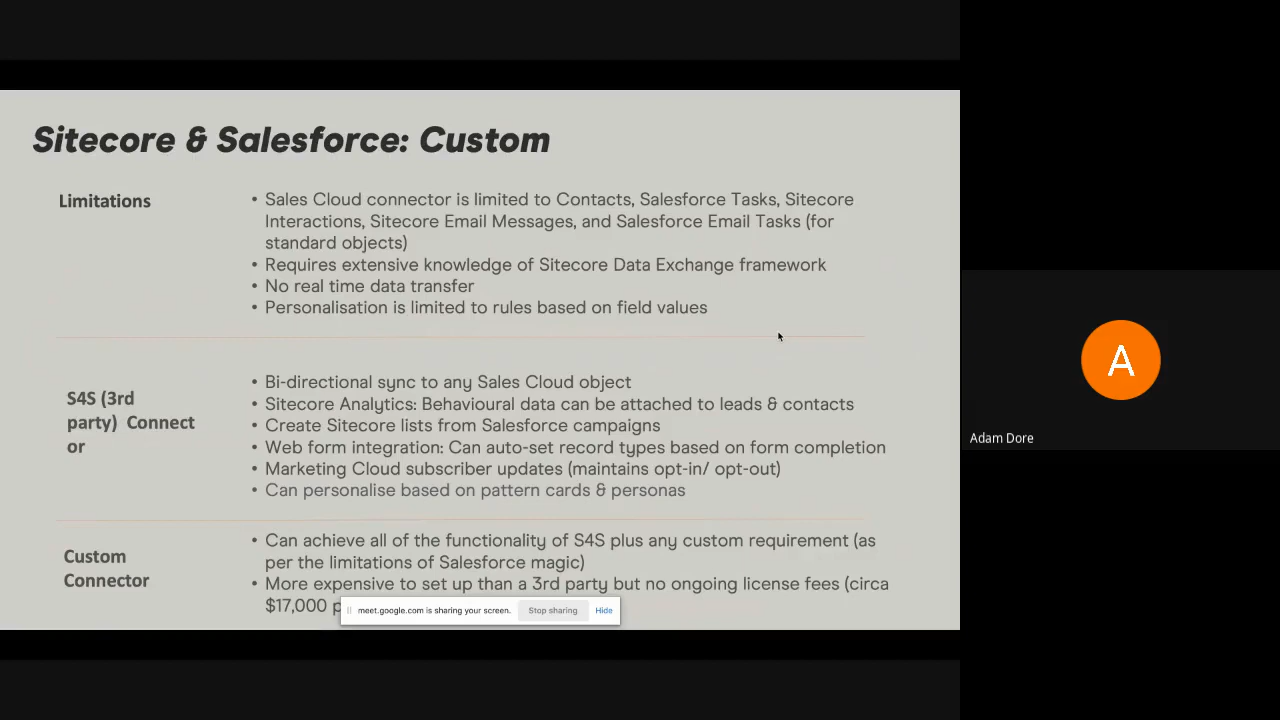 Sitecore & Salesforce: Custom
Limitations
• Sales Cloud connector is limited to Contacts, Salesforce Tasks, Sitecore
Interactions, Sitecore Email Messages, and Salesforce Email Tasks (for
standard objects)
• Requires extensive knowledge of Sitecore Data Exchange framework
• No real time data transfer
• Personalisation is limited to rules based on field values
S4S (3rd
party) Connect
or
• Bi-directional sync to any Sales Cloud object
• Sitecore Analytics: Behavioural data can be attached to leads & contacts
• Create Sitecore lists from Salesforce campaigns
• Web form integration: Can auto-set record types based on form completion
• Marketing Cloud subscriber updates (maintains opt-in/ opt-out)
• Can personalise based on pattern cards & personas
Custom
Connector
• Can achieve all of the functionality of S4S plus any custom requirement (as
per the limitations of Salesforce magic)
• More expensive to set up than a 3rd party but no ongoing license fees (circa
$17,000
meet.google.com is sharing your screen. Stop sharing Hide
A
Adam Dore